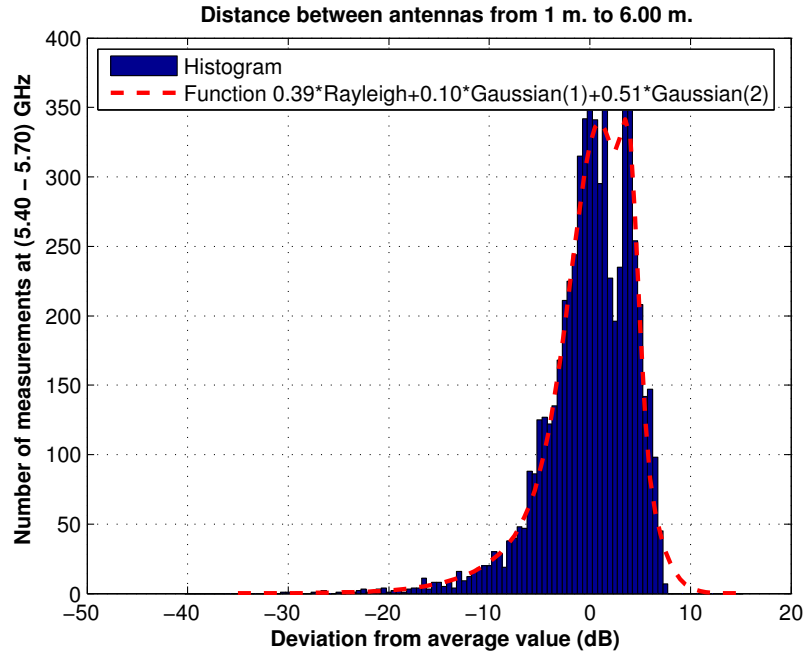 Distance between antennas from 1 m. to 6.00 m.
400
350
300
250
200
150
100
50
0
Number of measurements at (5.40 − 5.70) GHz
Histogram
Function 0.39*Rayleigh+0.10*Gaussian(1)+0.51*Gaussian(2)
−50 −40 −30 −20 −10 0 10 20
Deviation from average value (dB)